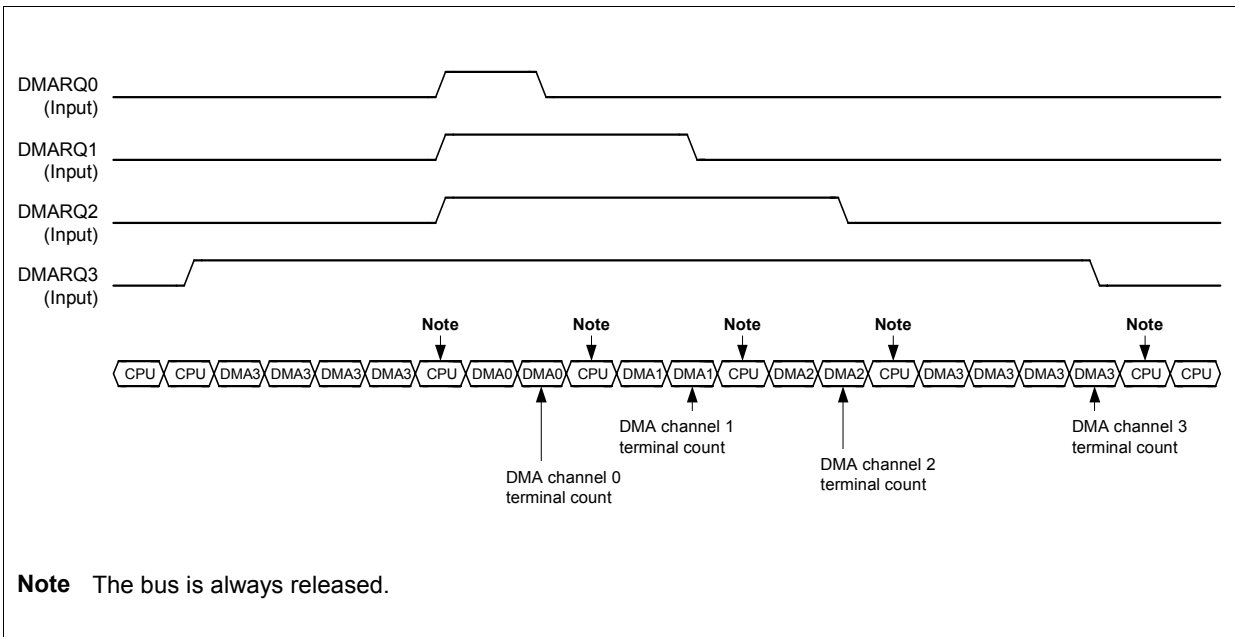 DMARQ0
(Input)
DMARQ1
(Input)
DMARQ2
(Input)
DMARQ3
(Input)
Note Note Note Note Note
CPU CPU DMA3 DMA3 DMA3 DMA3 CPU DMA0 DMA0 CPU DMA1 DMA1 CPU DMA2 DMA2 CPU DMA3 DMA3 DMA3 DMA3 CPU CPU
DMA channel 0
terminal count
DMA channel 1
terminal count
DMA channel 2
terminal count
DMA channel 3
terminal count
Note The bus is always released.